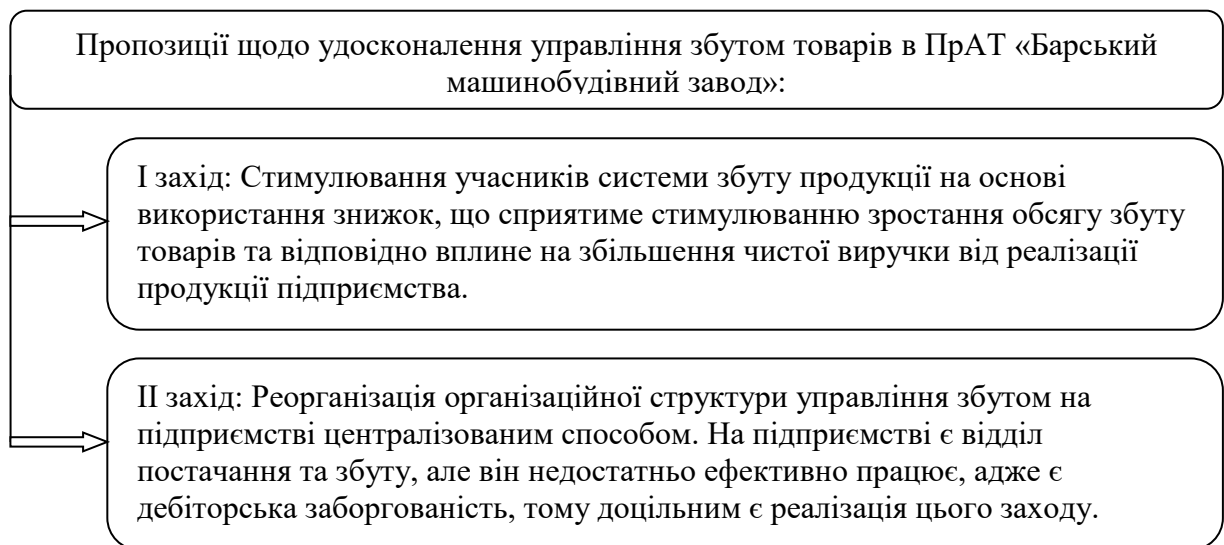 Пропозиції щодо удосконалення управління збутом товарів в ПрАТ «Барський
машинобудівний завод»:
І захід: Стимулювання учасників системи збуту продукції на основі
використання знижок, що сприятиме стимулюванню зростання обсягу збуту
товарів та відповідно вплине на збільшення чистої виручки від реалізації
продукції підприємства.
ІІ захід: Реорганізація організаційної структури управління збутом на
підприємстві централізованим способом. На підприємстві є відділ
постачання та збуту, але він недостатньо ефективно працює, адже є
дебіторська заборгованість, тому доцільним є реалізація цього заходу.